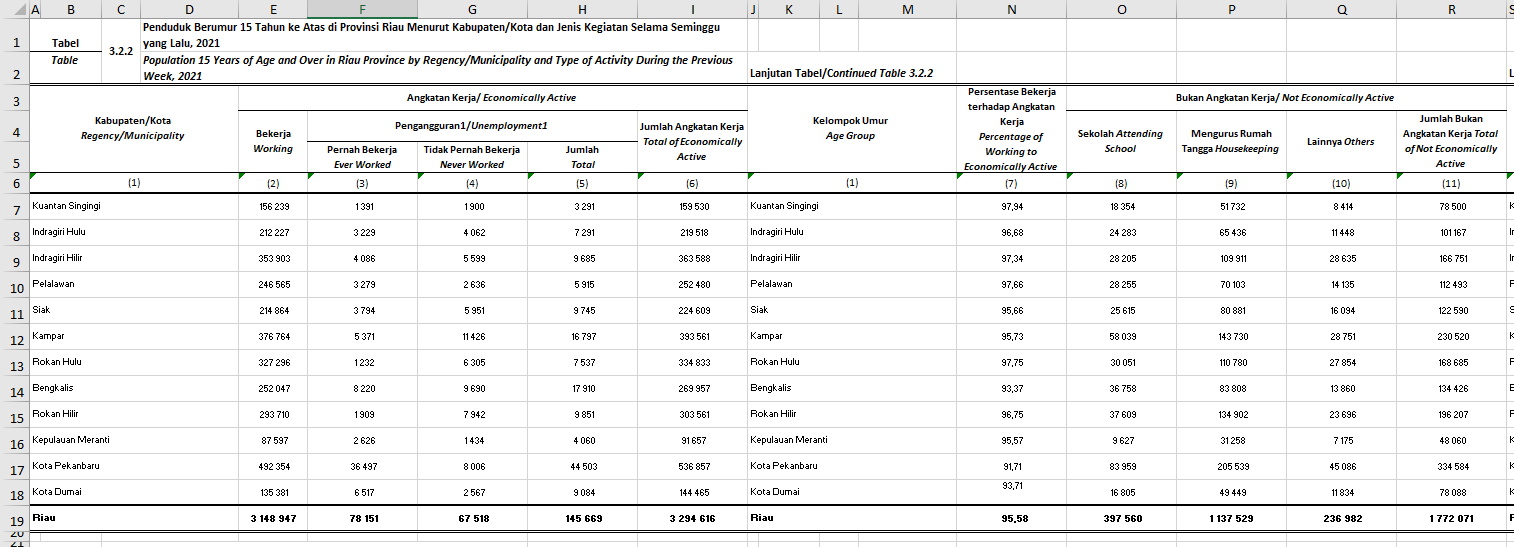 A B C D E F G H I J K L M N O P Q R S
1 Tabel 3.2.2 Penduduk Berumur 15 Tahun ke Atas di Provinsi Riau Menurut Kabupaten/Kota dan Jenis Kegiatan Selama Seminggu
yang Lalu, 2021
2 Table Population 15 Years of Age and Over in Riau Province by Regency/Municipality and Type of Activity During the Previous
Week, 2021 Lanjutan Tabel/Continued Table 3.2.2 L
3 Kabupaten/Kota
Regency/Municipality
Angkatan Kerja/ Economically Active
Kelompok Umur
Age Group
Persentase Bekerja
terhadap Angkatan
Kerja
Percentage of
Working to
Economically Active
Bukan Angkatan Kerja/ Not Economically Active
4 Bekerja
Working
Pengangguran1/Unemployment1
Jumlah Angkatan Kerja
Total of Economically
Active
Sekolah Attending
School
Mengurus Rumah
Tangga Housekeeping
Lainnya Others
Jumlah Bukan
Angkatan Kerja Total
of Not Economically
Active
5 Pernah Bekerja
Ever Worked
Tidak Pernah Bekerja
Never Worked
Jumlah
Total
6 (1) (2) (3) (4) (5) (6) (1) (7) (8) (9) (10) (11)
7 Kuantan Singingi 156 239 1 391 1 900 3 291 159 530 Kuantan Singingi 97,94 18 354 51 732 8 414 78 500 K
8 Indragiri Hulu 212 227 3 229 4 062 7 291 219 518 Indragiri Hulu 96,68 24 283 65 436 11 448 101 167 Ir
9 Indragiri Hilir 353 903 4 086 5 599 9 685 363 588 Indragiri Hilir 97,34 28 205 109 911 28 635 166 751 Ir
10 Pelalawan 246 565 3 279 2 636 5 915 252 480 Pelalawan 97,66 28 255 70 103 14 135 112 493 P
11 Siak 214 864 3 794 5 951 9 745 224 609 Siak 95,66 25 615 80 881 16 094 122 590 S
12 Kampar 376 764 5 371 11 426 16 797 393 561 Kampar 95,73 58 039 143 730 28 751 230 520 K
13 Rokan Hulu 327 296 1 232 6 305 7 537 334 833 Rokan Hulu 97,75 30 051 110 780 27 854 168 685
14 Bengkalis 252 047 8 220 9 690 17 910 269 957 Bengkalis 93,37 36 758 83 808 13 860 134 426
15 Rokan Hilir 293 710 1 909 7 942 9 851 303 561 Rokan Hilir 96,75 37 609 134 902 23 696 196 207
16 Kepulauan Meranti 87 597 2 626 1 434 4 060 91 657 Kepulauan Meranti 95,57 9 627 31 258 7 175 48 060 K
17 Kota Pekanbaru 492 354 36 497 8 006 44 503 536 857 Kota Pekanbaru 91,71 83 959 205 539 45 086 334 584 K
18 Kota Dumai 135 381 6 517 2 567 9 084 144 465 Kota Dumai 93,71 16 805 49 449 11 834 78 088 K
19 Riau 3 148 947 78 151 67 518 145 669 3 294 616 Riau 95,58 397 560 1 137 529 236 982 1 772 071
20
21